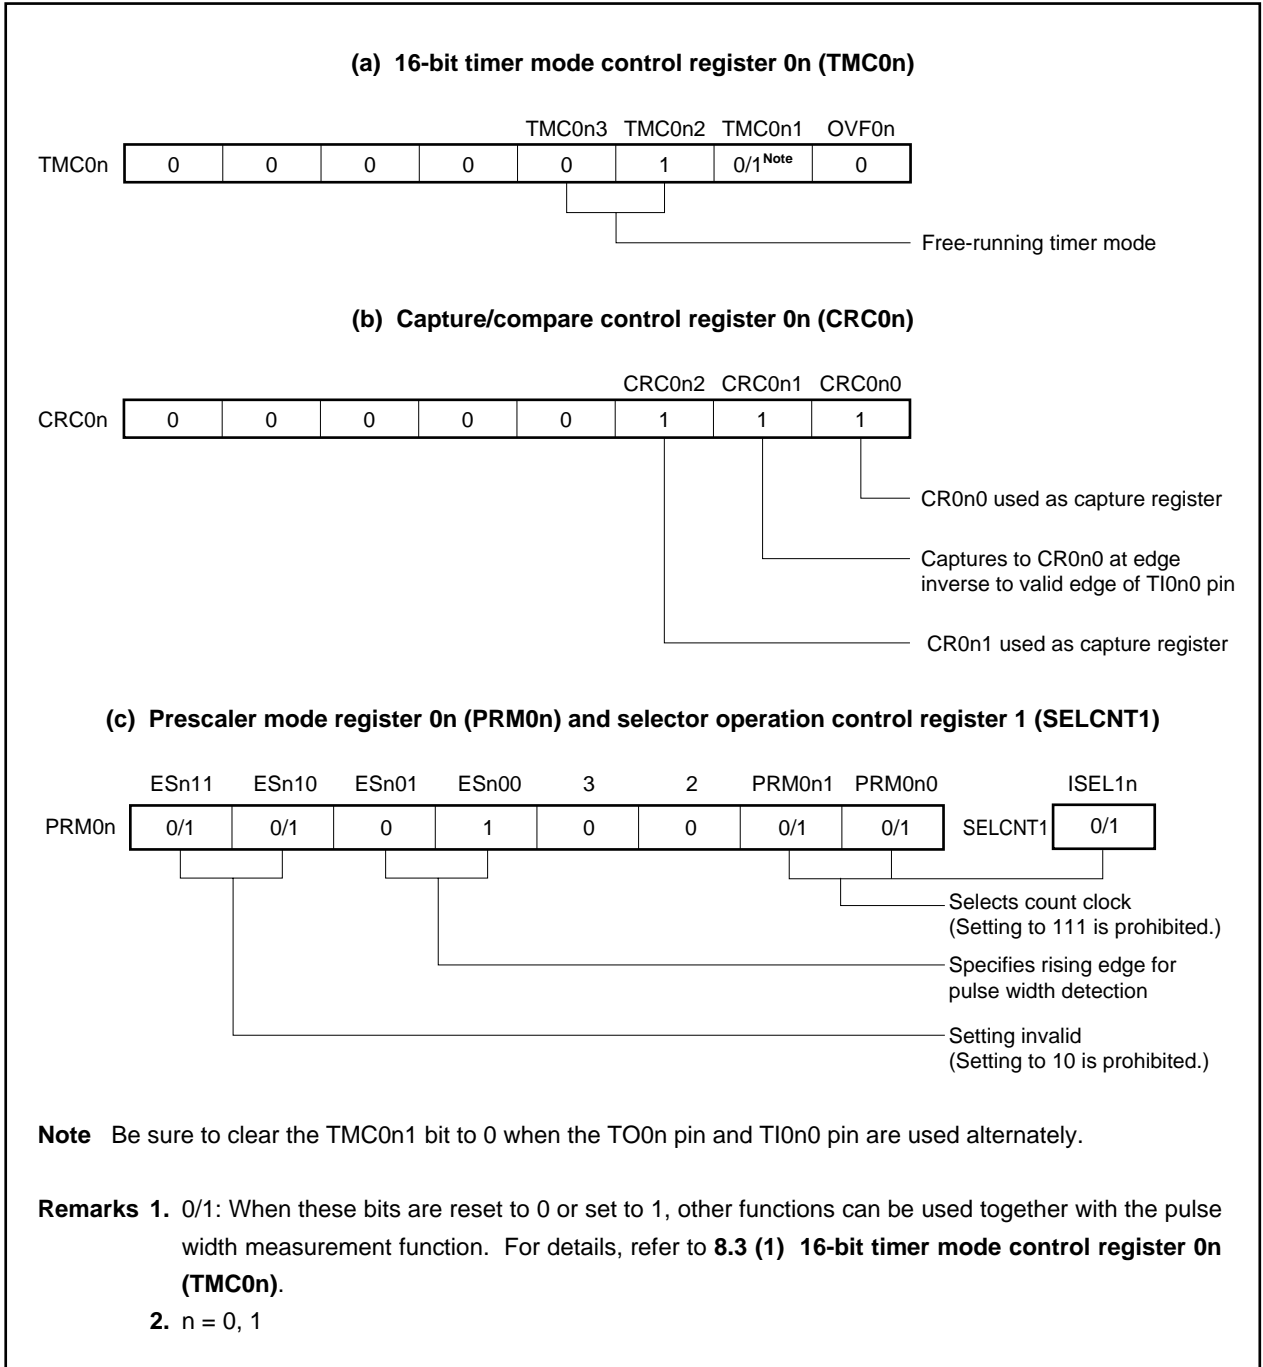 (a) 16-bit timer mode control register 0n (TMC0n)
TMC0n3 TMC0n2 TMC0n1 OVF0n
TMC0n 0 0 0 0 0 1 0/1Note 0
Free-running timer mode
(b) Capture/compare control register 0n (CRC0n)
CRC0n2 CRC0n1 CRC0n0
CRC0n 0 0 0 0 0 1 1 1
CR0n0 used as capture register
Captures to CR0n0 at edge
inverse to valid edge of TI0n0 pin
CR0n1 used as capture register
(c) Prescaler mode register 0n (PRM0n) and selector operation control register 1 (SELCNT1)
ESn11 ESn10 ESn01 ESn00 3 2 PRM0n1 PRM0n0 ISEL1n
PRM0n 0/1 0/1 0 1 0 0 0/1 0/1 SELCNT1 0/1
Selects count clock
(Setting to 111 is prohibited.)
Specifies rising edge for
pulse width detection
Setting invalid
(Setting to 10 is prohibited.)
Note Be sure to clear the TMC0n1 bit to 0 when the TO0n pin and TI0n0 pin are used alternately.
Remarks 1. 0/1: When these bits are reset to 0 or set to 1, other functions can be used together with the pulse
width measurement function. For details, refer to 8.3 (1) 16-bit timer mode control register 0n
(TMC0n).
2. n = 0, 1